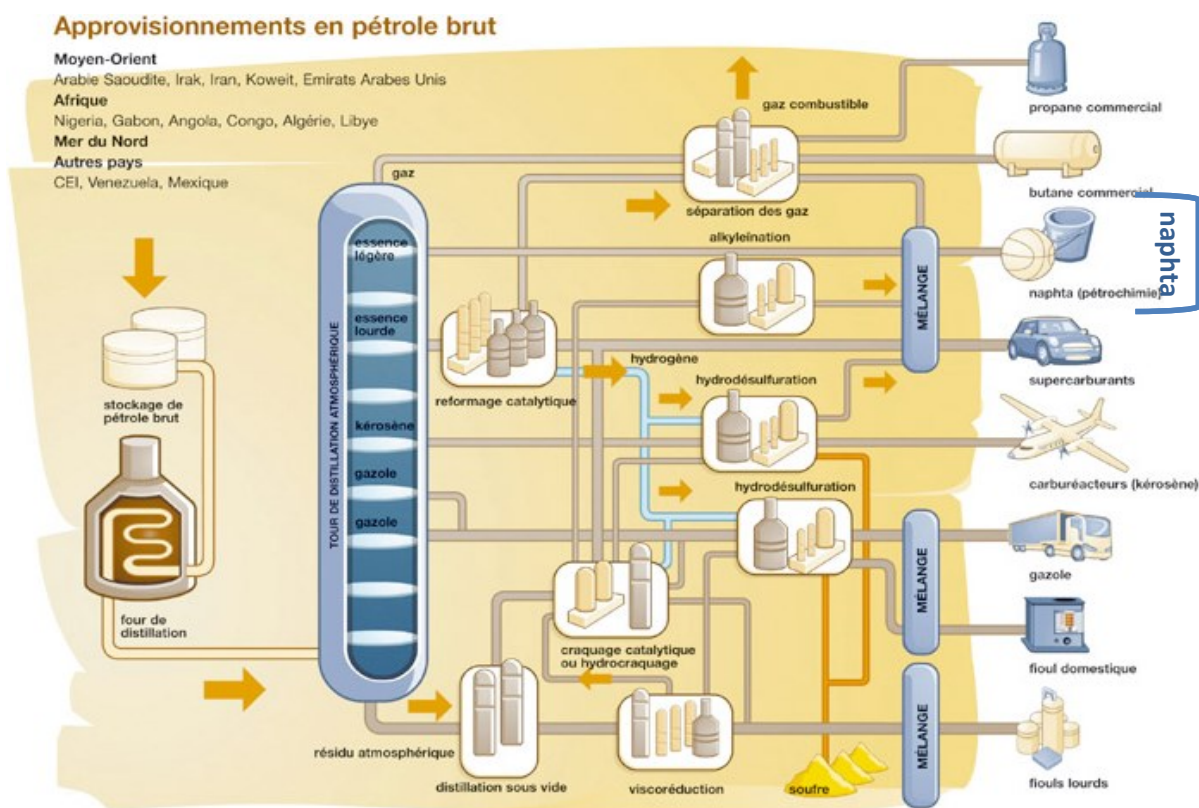 Approvisionnements en pétrole brut
Moyen-Orient
Arabie Saoudite, Irak, Iran, Koweit, Emirats Arabes Unis
Afrique
Nigeria, Gabon, Angola, Congo, Algérie, Libye
Mer du Nord
Autres pays
CEI, Venezuela, Mexique
gaz combustible
propane commercial
gaz
séparation des gaz
butane commercial
naphta
essence
légère
alkyleïnation
naphta (pétrochimie)
MÉLANGE
essence
lourde
hydrogène
hydrodésulfuration
supercarburants
stockage de
pétrole brut
reformage catalytique
TOUR DE DISTILLATION ATMOSPHÉRIQUE
kérosène
carburéacteurs (kérosène)
gazole
hydrodésulfuration
gazole
gazole
MÉLANGE
four de
distillation
craquage catalytique
ou hydrocraquage
fioul domestique
résidu atmosphérique
MÉLANGE
distillation sous vide
viscoréduction
soufre
fiouls lourds